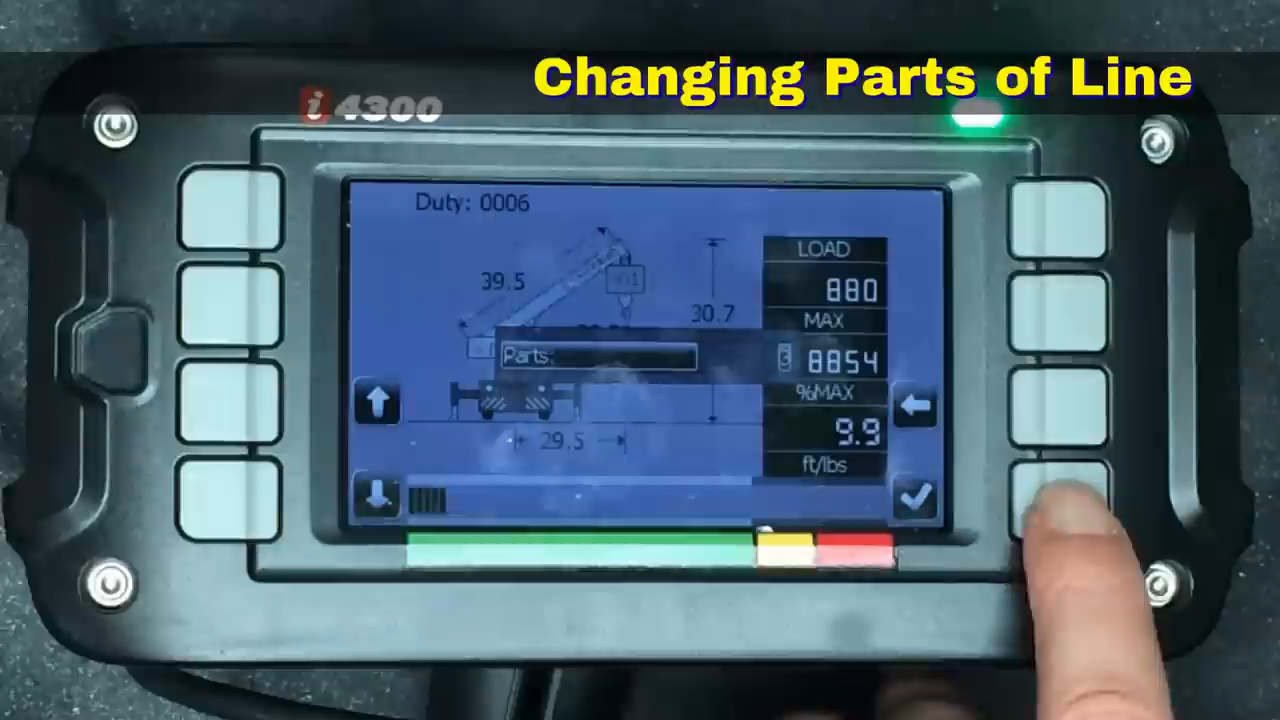 Changing Parts of Line
i4300
Duty: 0006
LOAD
39.5
880
30.7
MAX
Parts:
8854
%MAX
9.9
29.5
ft/lbs